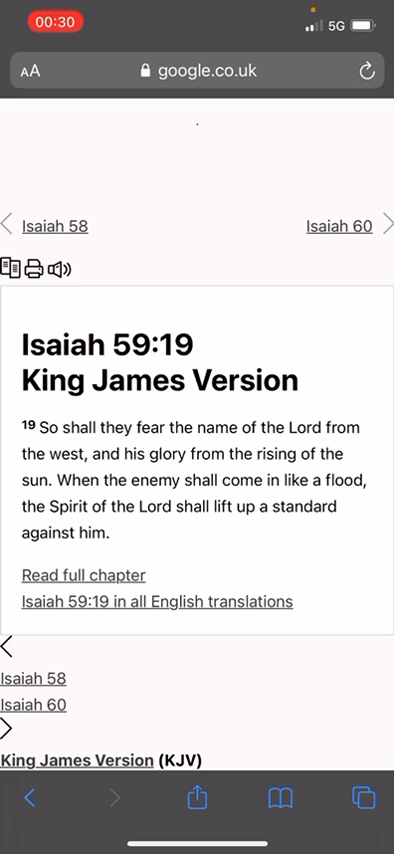 00:30
5G
AA
google.co.uk
Isaiah 58
Isaiah 60
Isaiah 59:19
King James Version
19 So shall they fear the name of the Lord from
the west, and his glory from the rising of the
sun. When the enemy shall come in like a flood,
the Spirit of the Lord shall lift up a standard
against him.
Read full chapter
Isaiah 59:19 in all English translations
Isaiah 58
Isaiah 60
King James Version (KJV)